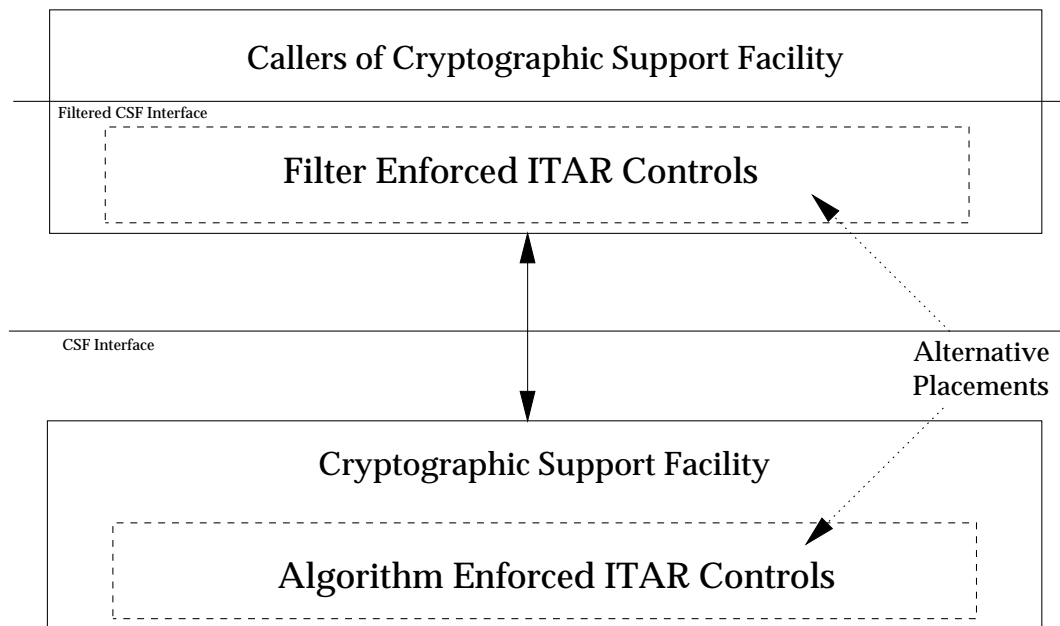 Callers of Cryptographic Support Facility
Filtered CSF Interface
Filter Enforced ITAR Controls
CSF Interface
Alternative
Placements
Cryptographic Support Facility
Algorithm Enforced ITAR Controls